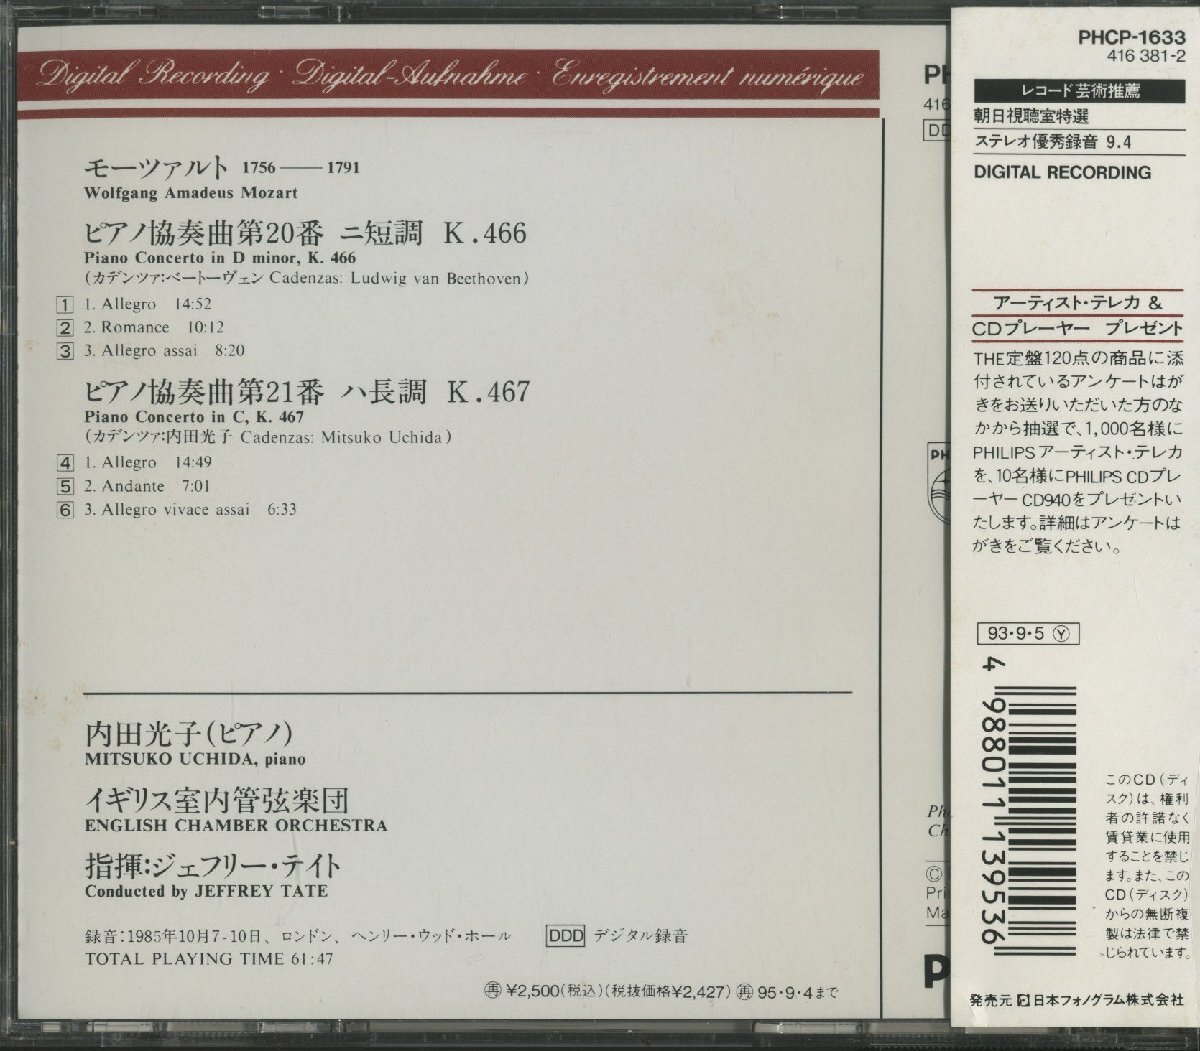 Digital Recording · Digital-Aufnahme · Enregistrement numérique
モーツァルト 1756——1791
Wolfgang Amadeus Mozart
ピアノ協奏曲第20番 ニ短調 K.466
Piano Concerto in D minor, K. 466
(カデンツァ:ベートーヴェン Cadenzas: Ludwig van Beethoven)
1 1. Allegro 14:52
2 2. Romance 10:12
3 3. Allegro assai 8:20
ピアノ協奏曲第21番 ハ長調 K.467
Piano Concerto in C, K. 467
(カデンツァ:内田光子 Cadenzas: Mitsuko Uchida)
4 1. Allegro 14:49
5 2. Andante 7:01
6 3. Allegro vivace assai 6:33
内田光子(ピアノ)
MITSUKO UCHIDA, piano
イギリス室内管弦楽団
ENGLISH CHAMBER ORCHESTRA
指揮:ジェフリー・テイト
Conducted by JEFFREY TATE
録音:1985年10月7-10日、ロンドン、ヘンリー・ウッド・ホール DDD デジタル録音
TOTAL PLAYING TIME 61:47
再 ¥2,500(税込)(税抜価格¥2,427) 再 95・9・4まで
PH
416
DD
PH
Ch
©
Pri
Ma
P
PHCP-1633
416 381-2
レコード芸術推薦
朝日視聴室特選
ステレオ優秀録音 9.4
DIGITAL RECORDING
アーティスト・テレカ &
CDプレーヤー プレゼント
THE定盤120点の商品に添
付されているアンケートはが
きをお送りいただいた方のな
かから抽選で、1,000名様に
PHILIPSアーティスト・テレカ
を、10名様にPHILIPS CDプレ
ーヤーCD940をプレゼントい
たします。詳細はアンケートは
がきをご覧ください。
93・9・5 Y
4 988011 139536
このCD(ディ
スク)は、権利
者の許諾なく
賃貸業に使用
することを禁じ
ます。また、この
CD(ディスク)
からの無断複
製は法律で禁
じられています。
発売元 日本フォノグラム株式会社